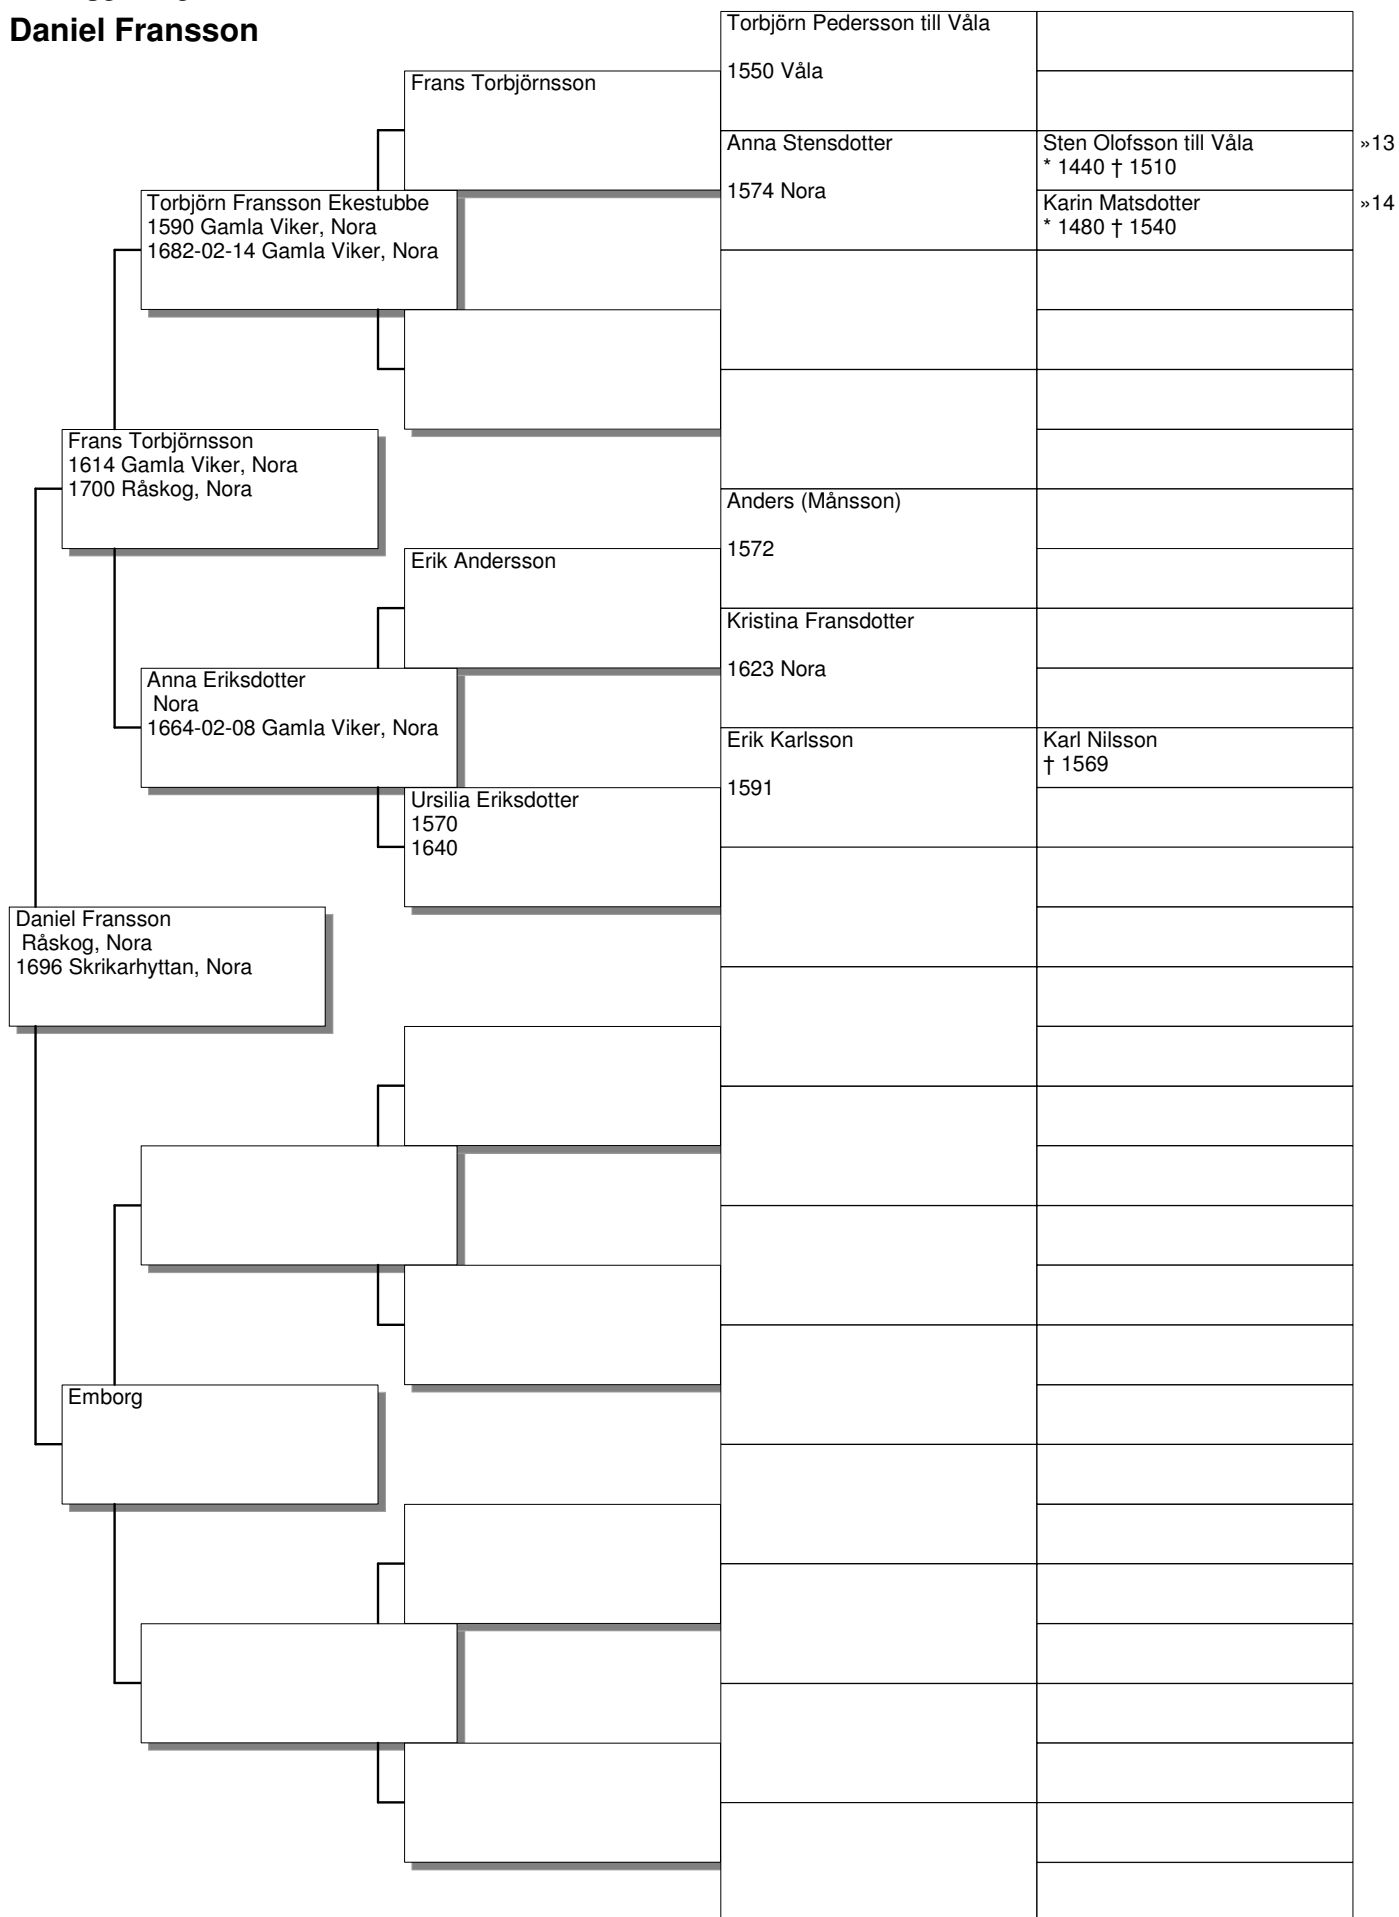 Daniel Fransson
Torbjörn Pedersson till Våla
1550 Våla
Frans Torbjörnsson
Anna Stensdotter
1574 Nora
Sten Olofsson till Våla
* 1440 † 1510
»13
Karin Matsdotter
* 1480 † 1540
»14
Torbjörn Fransson Ekestubbe
1590 Gamla Viker, Nora
1682-02-14 Gamla Viker, Nora
Frans Torbjörnsson
1614 Gamla Viker, Nora
1700 Råskog, Nora
Anders (Månsson)
1572
Erik Andersson
Kristina Fransdotter
1623 Nora
Anna Eriksdotter
Nora
1664-02-08 Gamla Viker, Nora
Erik Karlsson
1591
Karl Nilsson
† 1569
Ursilia Eriksdotter
1570
1640
Daniel Fransson
Råskog, Nora
1696 Skrikarhyttan, Nora
Emborg